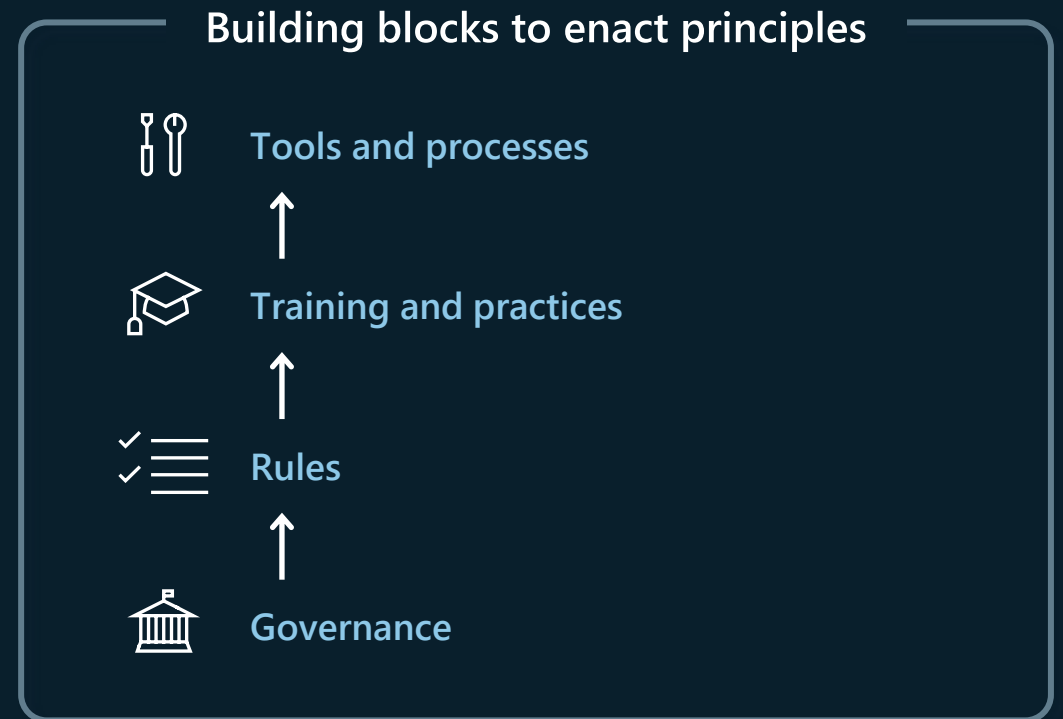 Building blocks to enact principles
Tools and processes
Training and practices
Rules
Governance